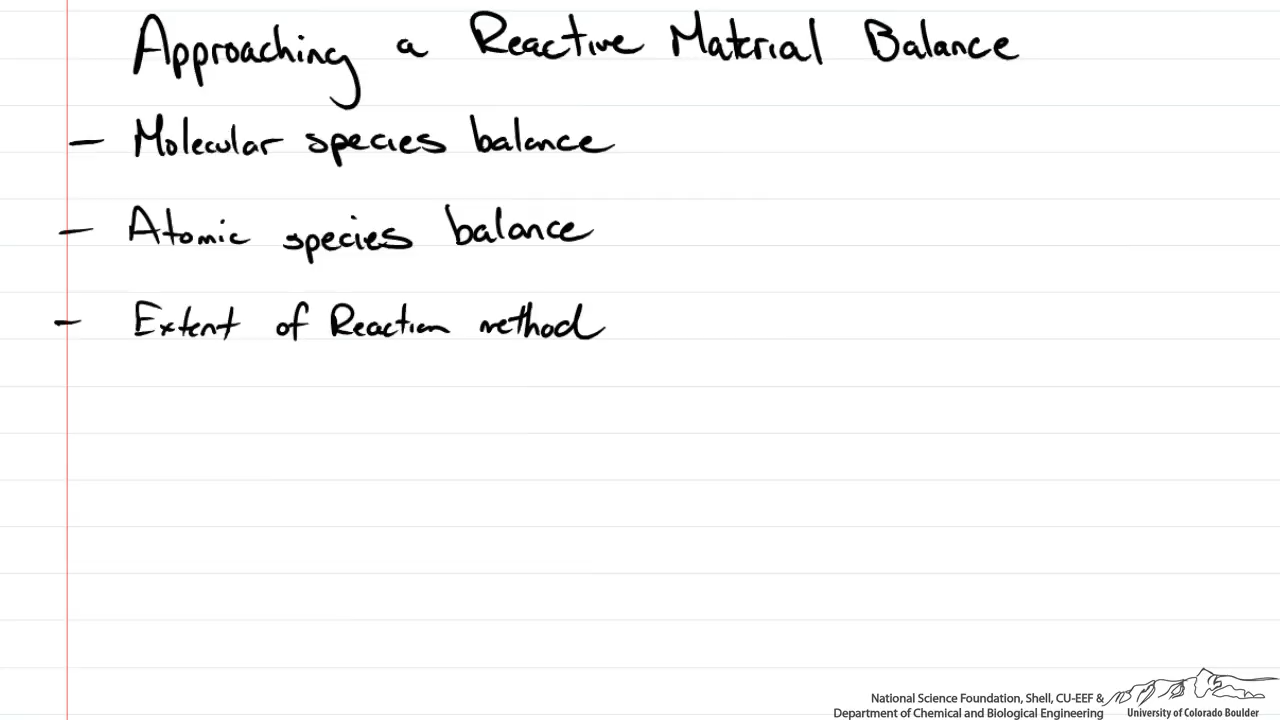 Approaching a Reactive Material Balance
- Molecular species balance
- Atomic species balance
- Extent of Reaction method
National Science Foundation, Shell, CU-EEF &
Department of Chemical and Biological Engineering
University of Colorado Boulder